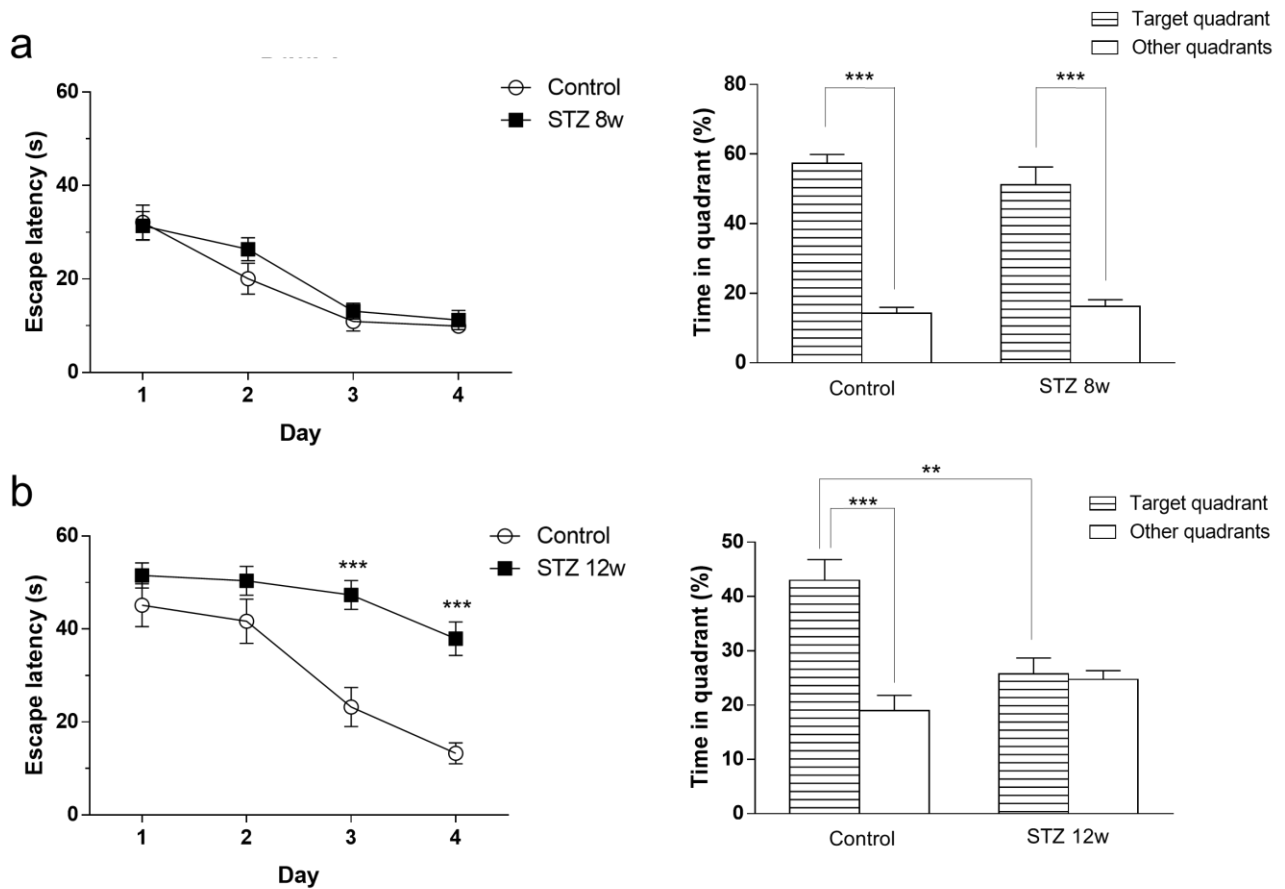 a
Control
STZ 8w
Escape latency (s)
60
40
20
0
1 2 3 4
Day
Target quadrant
Other quadrants
*** ***
Time in quadrant (%)
80
60
40
20
0
Control STZ 8w
b
Control
STZ 12w
*** ***
Escape latency (s)
60
40
20
0
1 2 3 4
Day
Target quadrant
Other quadrants
**
***
Time in quadrant (%)
50
40
30
20
10
0
Control STZ 12w